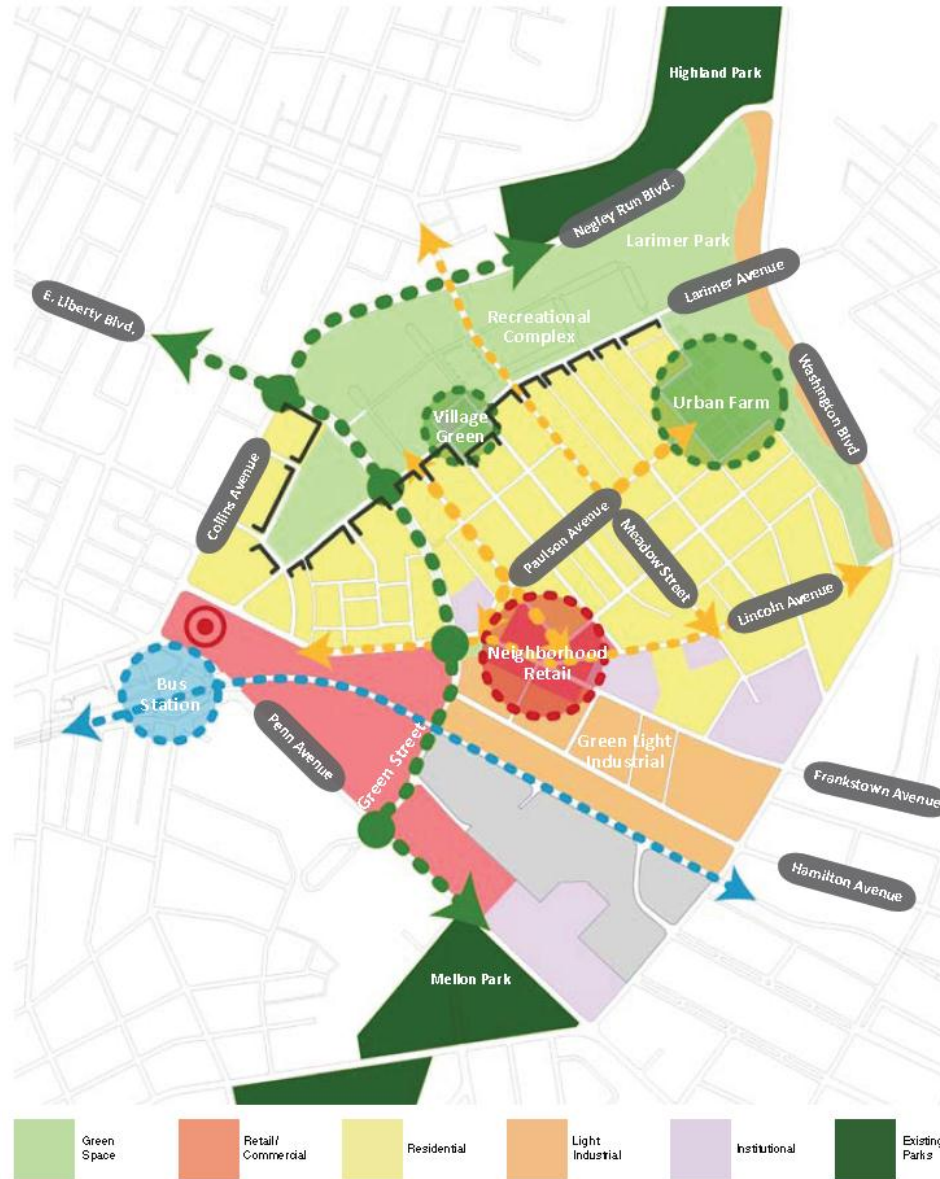 Highland Park
Negley Run Blvd.
Larimer Park
Larimer Avenue
E. Liberty Blvd.
Recreational
Complex
Washington Blvd
Urban Farm
Village
Green
Collins Avenue
Paulson Avenue
Meadow Street
Lincoln Avenue
Neighborhood
Retail
Bus
Station
Penn Avenue
Green Street
Green Light
Industrial
Frankstown Avenue
Hamilton Avenue
Mellon Park
Green
Space
Retail/
Commercial
Residential
Light
Industrial
Institutional
Existing
Parks